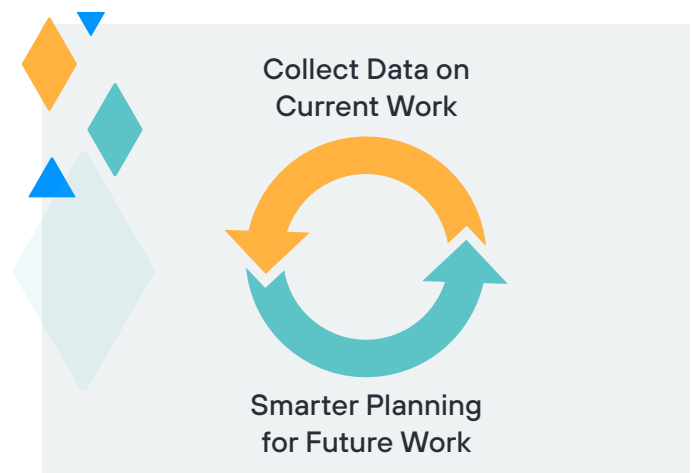 Collect Data on
Current Work
Smarter Planning
for Future Work